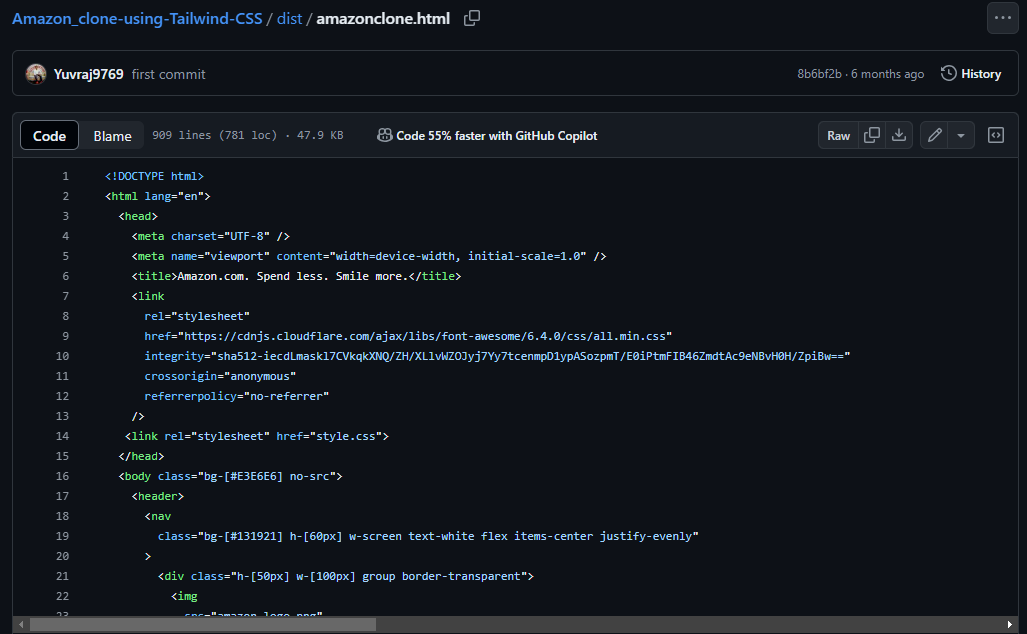 Amazon_clone-using-Tailwind-CSS / dist / amazonclone.html
Yuvraj9769 first commit 8b6bf2b · 6 months ago History
Code Blame 909 lines (781 loc) · 47.9 KB Code 55% faster with GitHub Copilot Raw
1 <!DOCTYPE html>
2 <html lang="en">
3 <head>
4 <meta charset="UTF-8" />
5 <meta name="viewport" content="width=device-width, initial-scale=1.0" />
6 <title>Amazon.com. Spend less. Smile more.</title>
7 <link
8 rel="stylesheet"
9 href="https://cdnjs.cloudflare.com/ajax/libs/font-awesome/6.4.0/css/all.min.css"
10 integrity="sha512-iecdLmaskl7CVkqkXNQ/ZH/XLlvWZOJyj7Yy7tcenmpD1ypASozpmT/E0iPtmFIB46ZmdtAc9eNBvH0H/ZpiBw=="
11 crossorigin="anonymous"
12 referrerpolicy="no-referrer"
13 />
14 <link rel="stylesheet" href="style.css">
15 </head>
16 <body class="bg-[#E3E6E6] no-src">
17 <header>
18 <nav
19 class="bg-[#131921] h-[60px] w-screen text-white flex items-center justify-evenly"
20 >
21 <div class="h-[50px] w-[100px] group border-transparent">
22 <img
23 src="amazon_logo.png"